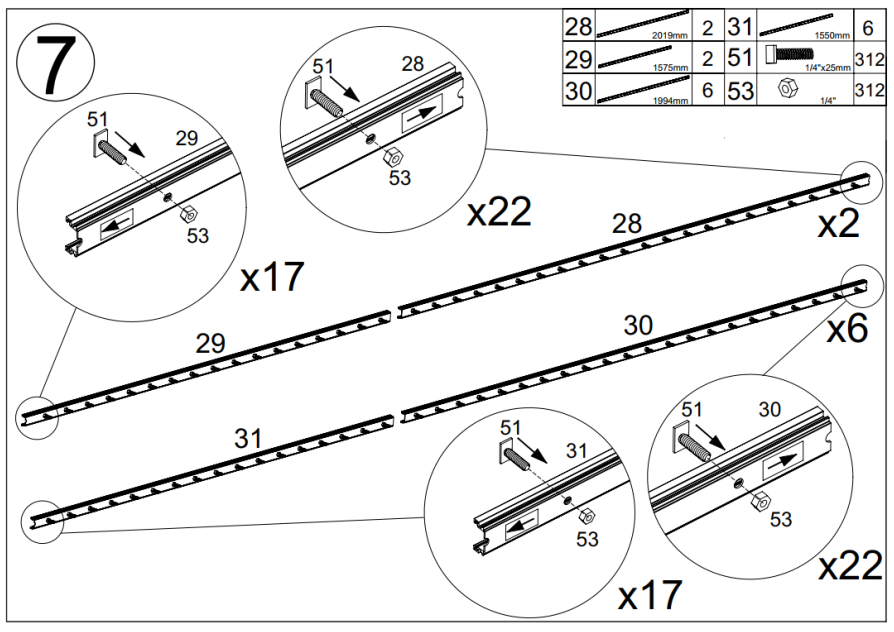 7
28 2019mm 2 31 1550mm 6
29 1575mm 2 51 1/4"x25mm 312
30 1994mm 6 53 1/4" 312
51 28
53
x22
51 29
53
x17
28
x2
29
30
x6
31
51 31
53
x17
51 30
53
x22